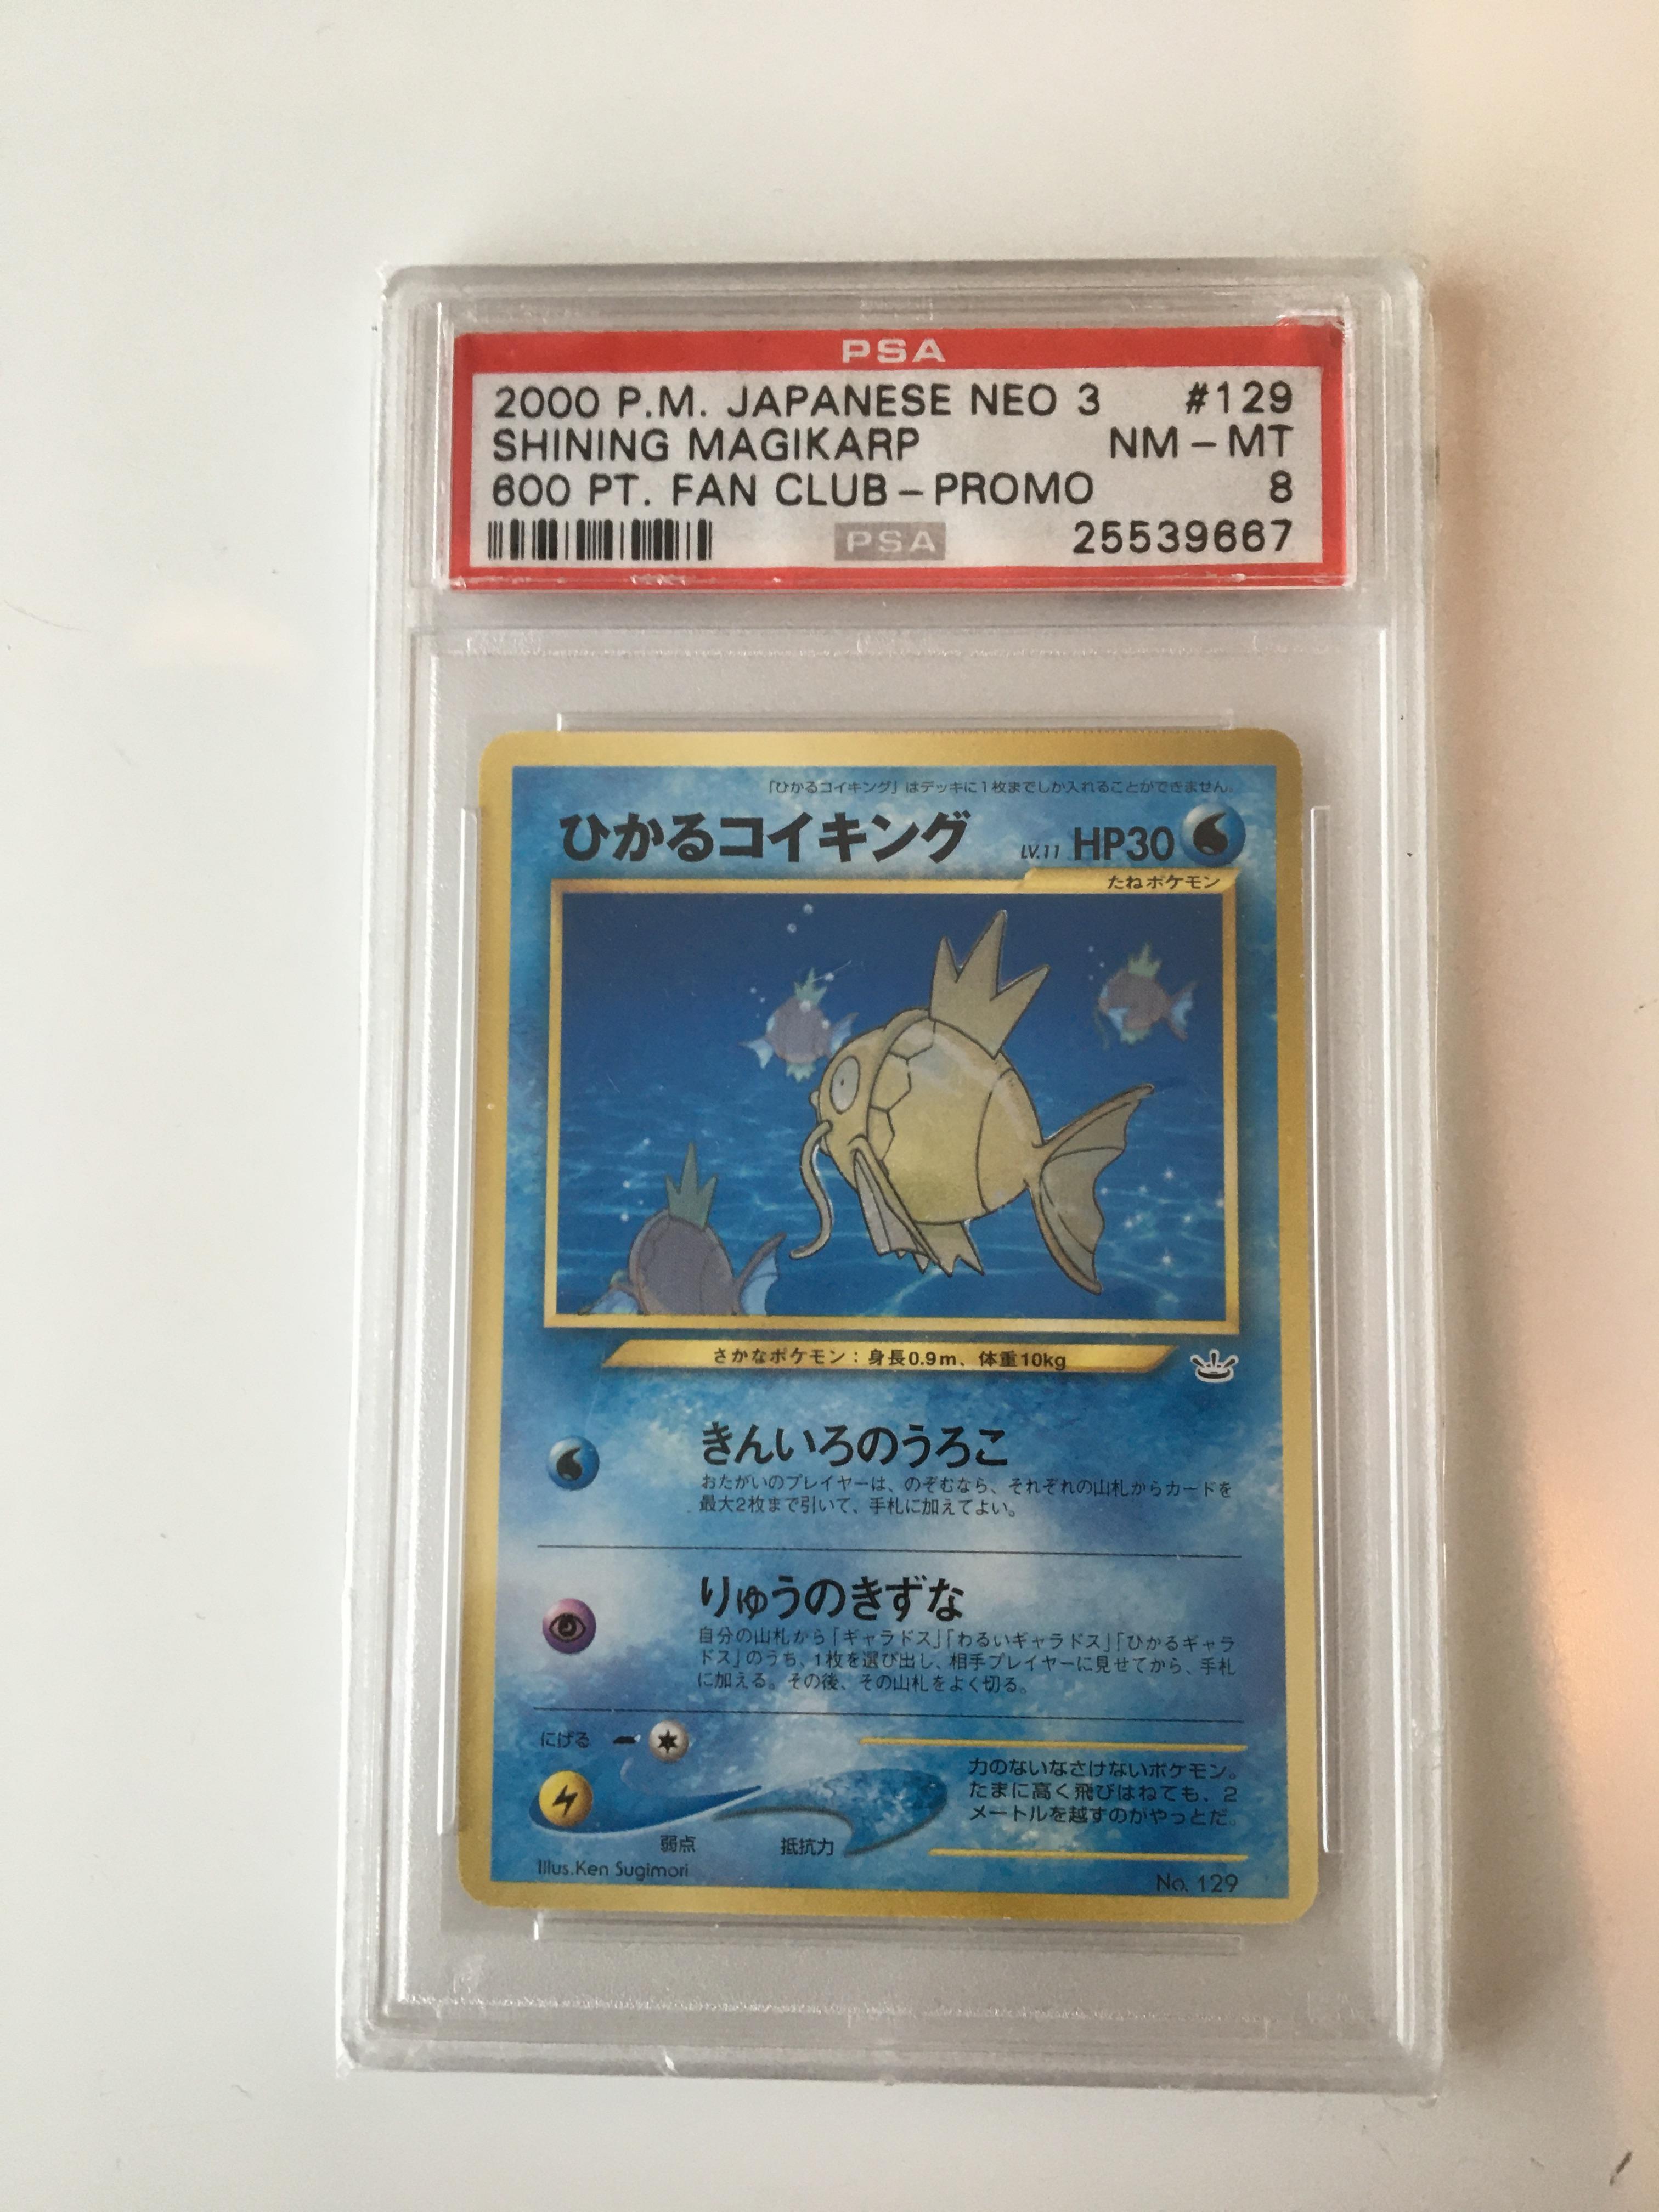 PSA
2000 P.M. JAPANESE NEO 3 #129
SHINING MAGIKARP NM - MT
600 PT. FAN CLUB - PROMO 8
PSA 25539667
「ひかるコイキング」はデッキに1枚までしか入れることができません。
ひかるコイキング LV.11 HP30
たねポケモン
さかなポケモン：身長0.9m、体重10kg
きんいろのうろこ
おたがいのプレイヤーは、のぞむなら、それぞれの山札からカードを
最大2枚まで引いて、手札に加えてよい。
りゅうのきずな
自分の山札から「ギャラドス」「わるいギャラドス」「ひかるギャラ
ドス」のうち、1枚を選び出し、相手プレイヤーに見せてから、手札
に加える。その後、その山札をよく切る。
にげる
力のないなさけないポケモン。
たまに高く飛びはねても、2
メートルを越すのがやっとだ。
弱点 抵抗力
Illus.Ken Sugimori No. 129